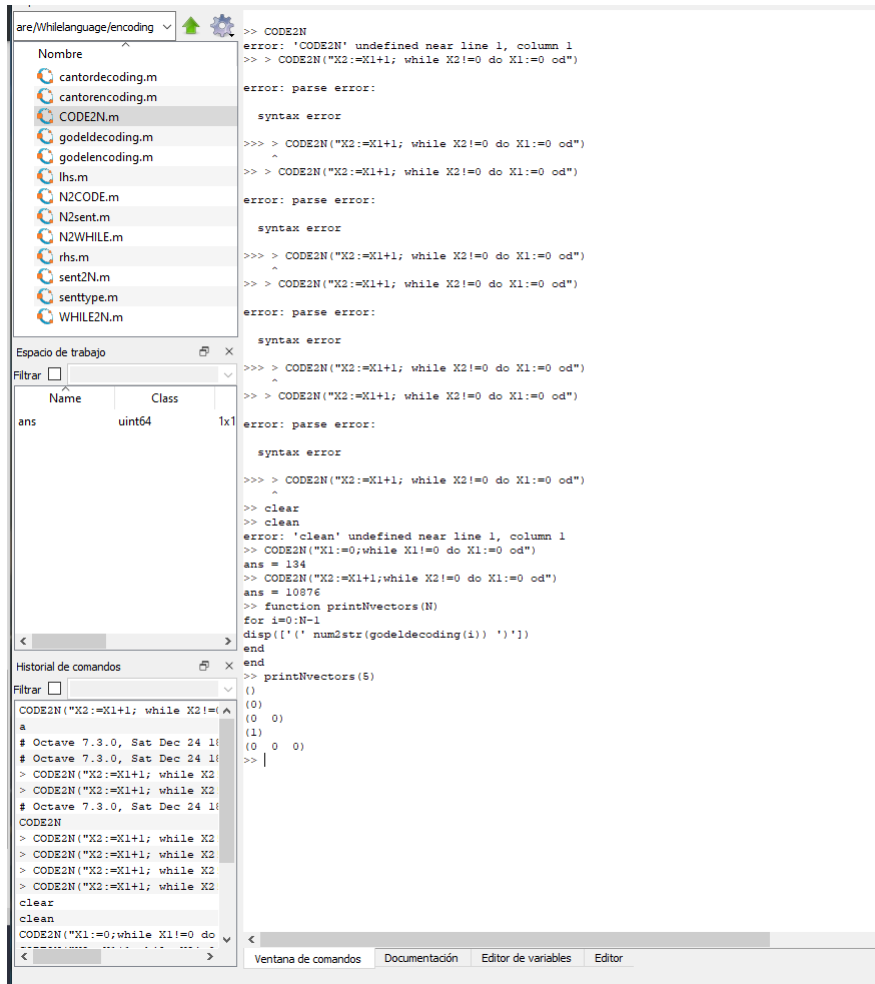 are/Whilelanguage/encoding
Nombre
cantordecoding.m
cantorencoding.m
CODE2N.m
godeldecoding.m
godelencoding.m
lhs.m
N2CODE.m
N2sent.m
N2WHILE.m
rhs.m
sent2N.m
senttype.m
WHILE2N.m
Espacio de trabajo
Filtrar
Name Class
ans uint64 1x1
Historial de comandos
Filtrar
CODE2N("X2:=X1+1; while X2!=(
a
# Octave 7.3.0, Sat Dec 24 18
# Octave 7.3.0, Sat Dec 24 18
> CODE2N("X2:=X1+1; while X2
> CODE2N("X2:=X1+1; while X2
# Octave 7.3.0, Sat Dec 24 18
CODE2N
> CODE2N("X2:=X1+1; while X2
> CODE2N("X2:=X1+1; while X2
> CODE2N("X2:=X1+1; while X2
> CODE2N("X2:=X1+1; while X2
clear
clean
CODE2N("X1:=0;while X1!=0 do
>> CODE2N
error: 'CODE2N' undefined near line 1, column 1
>> > CODE2N("X2:=X1+1; while X2!=0 do X1:=0 od")
error: parse error:
syntax error
>>> > CODE2N("X2:=X1+1; while X2!=0 do X1:=0 od")
^
>> > CODE2N("X2:=X1+1; while X2!=0 do X1:=0 od")
error: parse error:
syntax error
>>> > CODE2N("X2:=X1+1; while X2!=0 do X1:=0 od")
^
>> > CODE2N("X2:=X1+1; while X2!=0 do X1:=0 od")
error: parse error:
syntax error
>>> > CODE2N("X2:=X1+1; while X2!=0 do X1:=0 od")
^
>> > CODE2N("X2:=X1+1; while X2!=0 do X1:=0 od")
error: parse error:
syntax error
>>> > CODE2N("X2:=X1+1; while X2!=0 do X1:=0 od")
^
>> clear
>> clean
error: 'clean' undefined near line 1, column 1
>> CODE2N("X1:=0;while X1!=0 do X1:=0 od")
ans = 134
>> CODE2N("X2:=X1+1;while X2!=0 do X1:=0 od")
ans = 10876
>> function printNvectors(N)
for i=0:N-1
disp(['(' num2str(godeldecoding(i)) ')'])
end
end
>> printNvectors(5)
()
(0)
(0  0)
(1)
(0  0  0)
>>
Ventana de comandos Documentación Editor de variables Editor